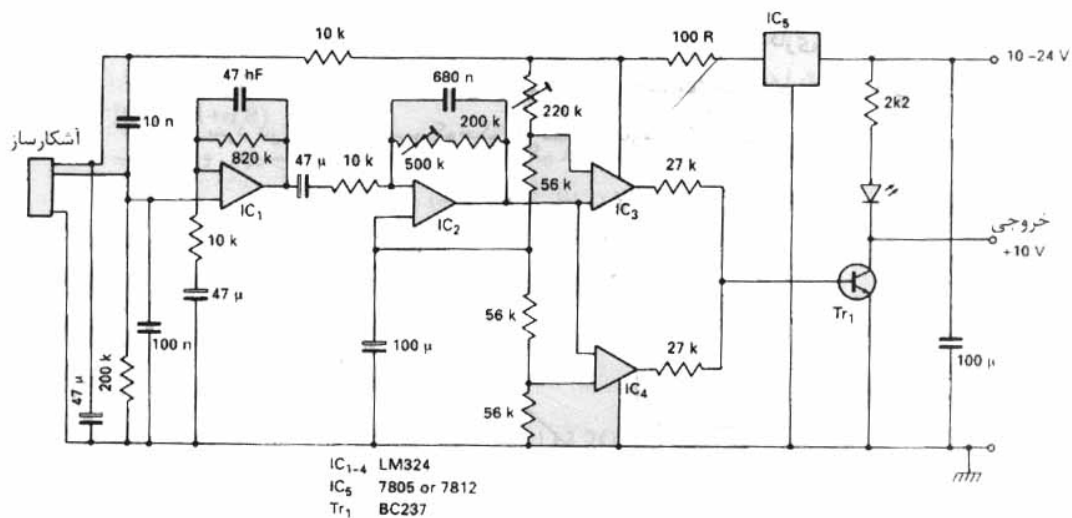 IC5
10 k
100 R
10 –24 V
47 hF
680 n
2k2
220 k
10 n
200 k
آشکارساز
820 k
500 k
47 μ
10 k
56 k
27 k
IC1
IC2
IC3
خروجی
+10 V
10 k
47 μ
Tr1
56 k
27 k
100 n
100 μ
100 μ
200 k
IC4
47 μ
56 k
IC1–4 LM324
IC5 7805 or 7812
Tr1 BC237